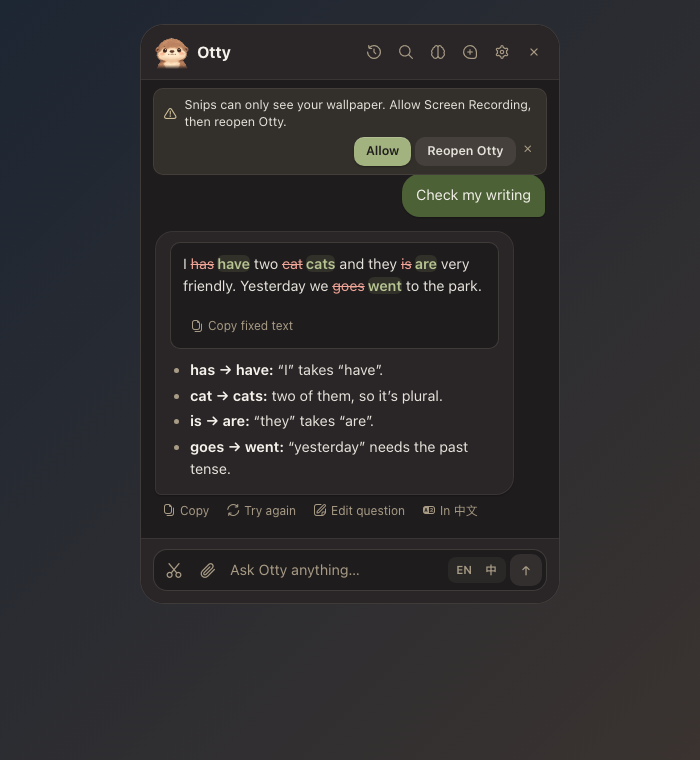 Otty
Snips can only see your wallpaper. Allow Screen Recording,
then reopen Otty.
Allow Reopen Otty
Check my writing
I has have two cat cats and they is are very
friendly. Yesterday we goes went to the park.
Copy fixed text
• has → have: “I” takes “have”.
• cat → cats: two of them, so it’s plural.
• is → are: “they” takes “are”.
• goes → went: “yesterday” needs the past
tense.
Copy Try again Edit question In 中文
Ask Otty anything... EN 中